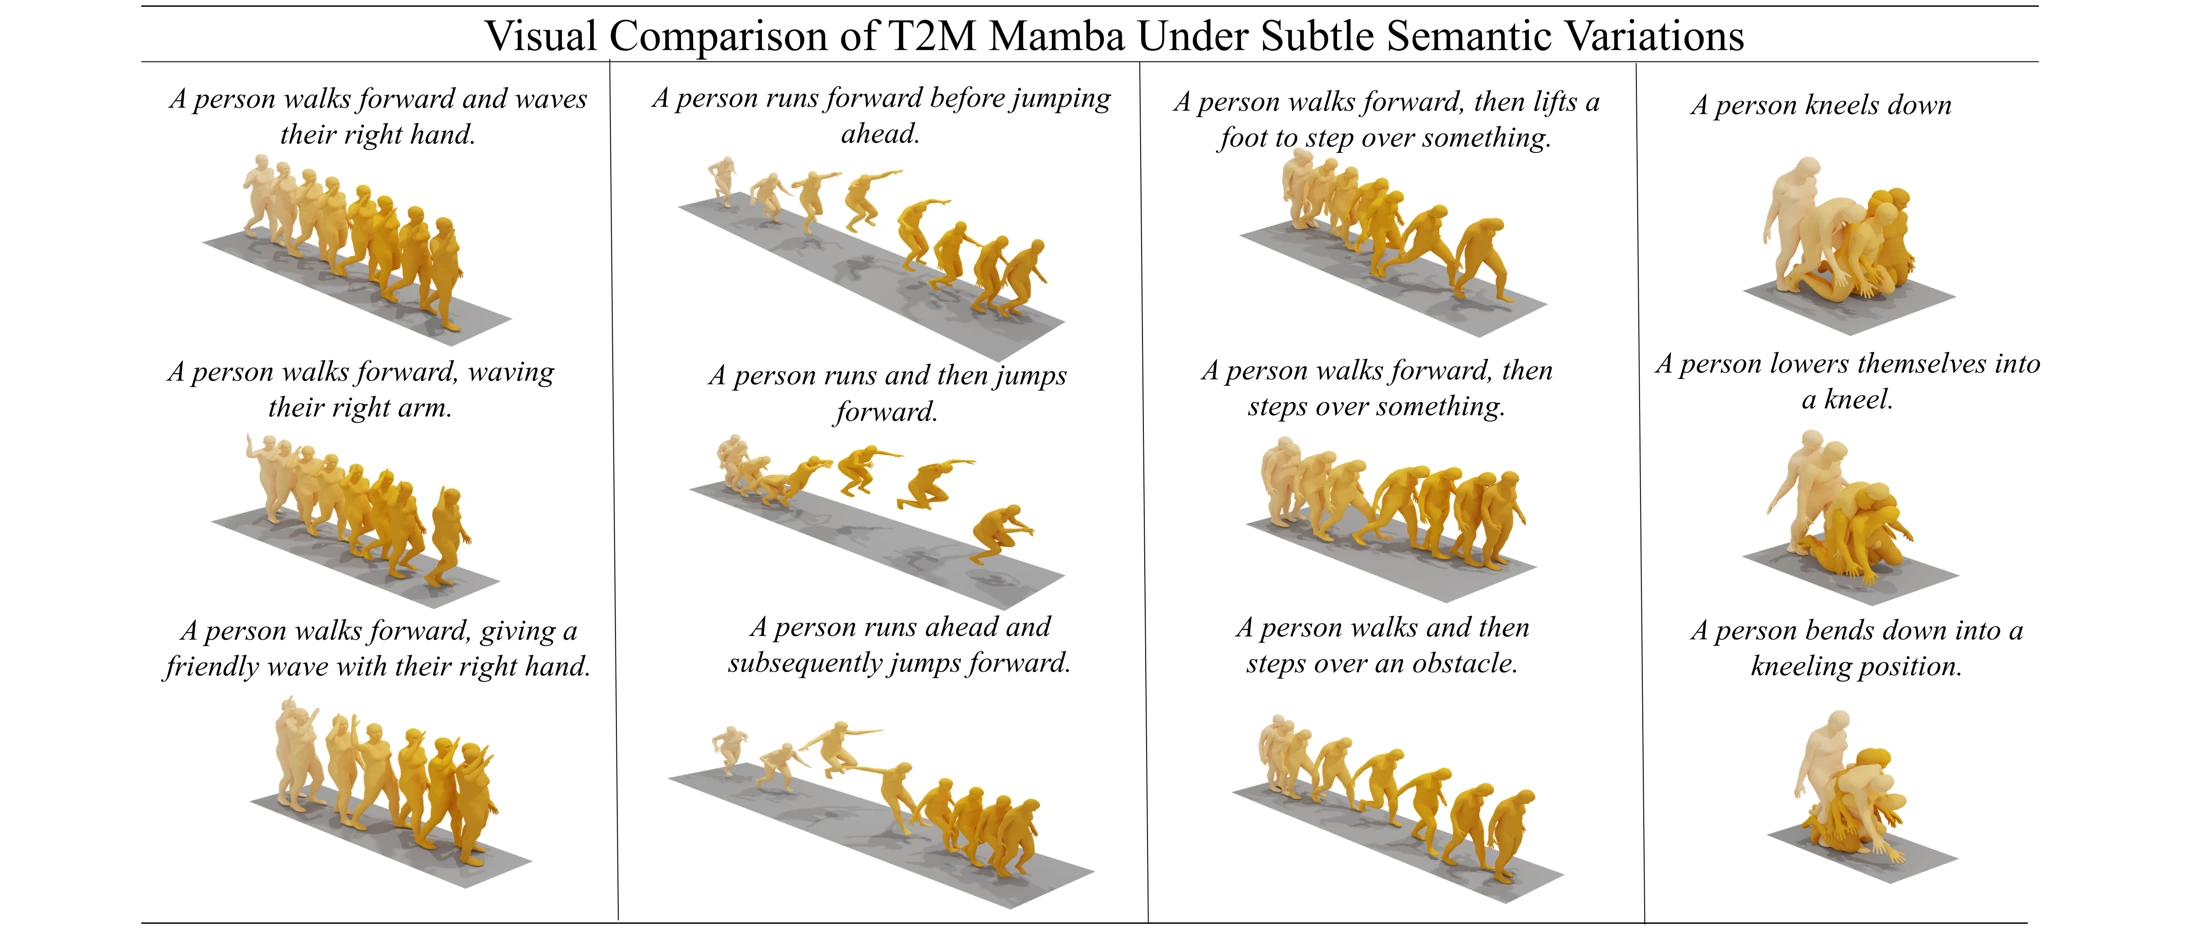 Visual Comparison of T2M Mamba Under Subtle Semantic Variations
A person walks forward and waves
their right hand.
A person walks forward, waving
their right arm.
A person walks forward, giving a
friendly wave with their right hand.
A person runs forward before jumping
ahead.
A person runs and then jumps
forward.
A person runs ahead and
subsequently jumps forward.
A person walks forward, then lifts a
foot to step over something.
A person walks forward, then
steps over something.
A person walks and then
steps over an obstacle.
A person kneels down
A person lowers themselves into
a kneel.
A person bends down into a
kneeling position.